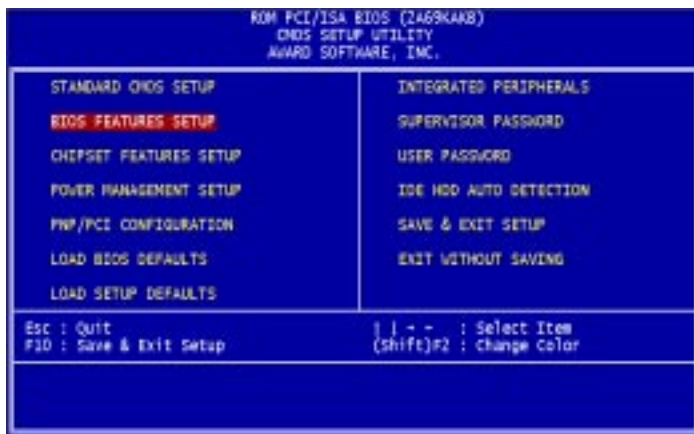 ROM PCI/ISA BIOS (2A69KAKB)
CMOS SETUP UTILITY
AWARD SOFTWARE, INC.
STANDARD CMOS SETUP
BIOS FEATURES SETUP
CHIPSET FEATURES SETUP
POWER MANAGEMENT SETUP
PNP/PCI CONFIGURATION
LOAD BIOS DEFAULTS
LOAD SETUP DEFAULTS
INTEGRATED PERIPHERALS
SUPERVISOR PASSWORD
USER PASSWORD
IDE HDD AUTO DETECTION
SAVE & EXIT SETUP
EXIT WITHOUT SAVING
Esc : Quit
F10 : Save & Exit Setup
: Select Item
(Shift)F2 : Change Color